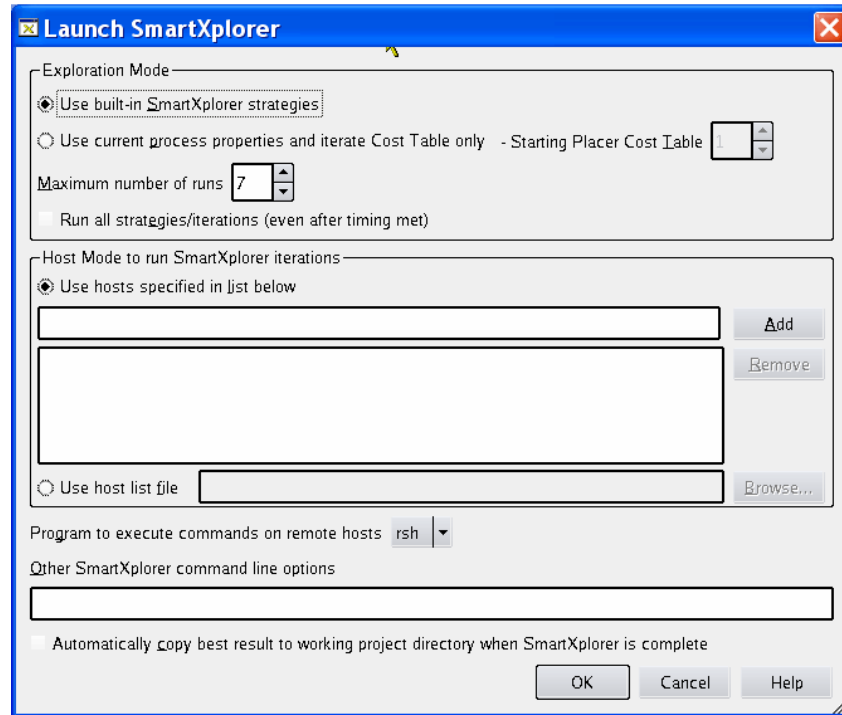 Launch SmartXplorer
Exploration Mode
Use built-in SmartXplorer strategies
Use current process properties and iterate Cost Table only - Starting Placer Cost Table 1
Maximum number of runs 7
Run all strategies/iterations (even after timing met)
Host Mode to run SmartXplorer iterations
Use hosts specified in list below
Add
Remove
Use host list file Browse...
Program to execute commands on remote hosts rsh
Other SmartXplorer command line options
Automatically copy best result to working project directory when SmartXplorer is complete
OK Cancel Help